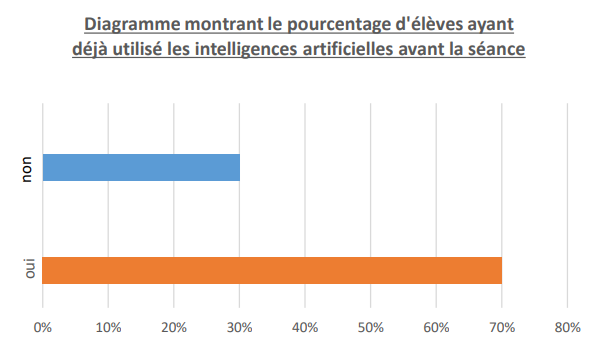 Diagramme montrant le pourcentage d'élèves ayant
déjà utilisé les intelligences artificielles avant la séance
non
oui
0% 10% 20% 30% 40% 50% 60% 70% 80%